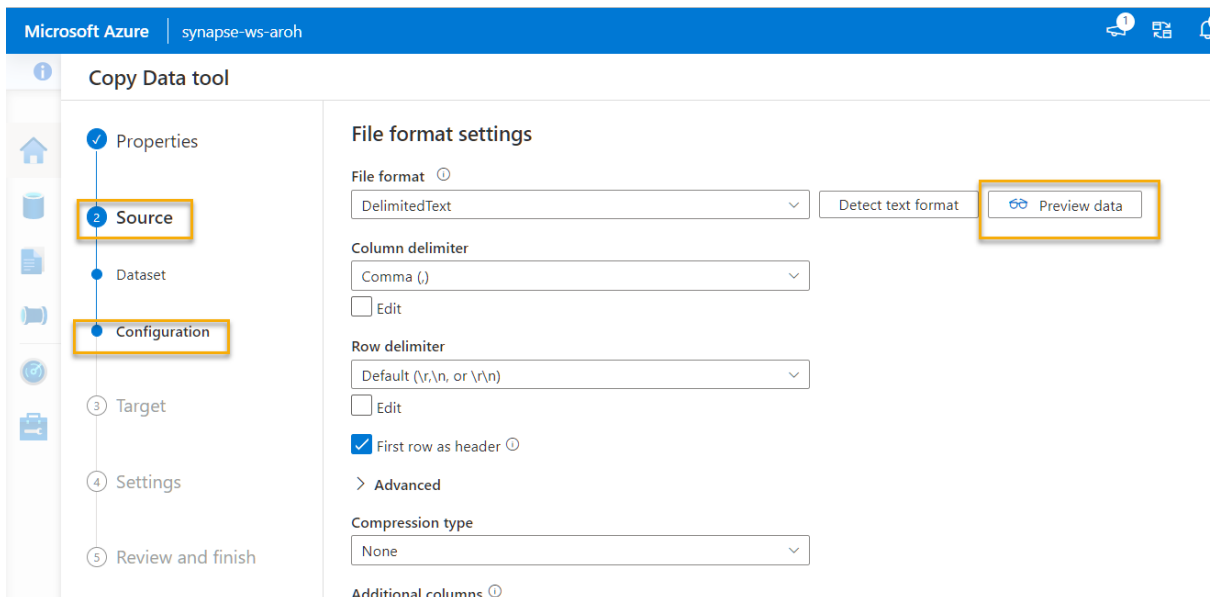 Microsoft Azure synapse-ws-aroh
1
Copy Data tool
Properties
2 Source
Dataset
Configuration
3 Target
4 Settings
5 Review and finish
File format settings
File format
DelimitedText
Detect text format
Preview data
Column delimiter
Comma (,)
Edit
Row delimiter
Default (\r,\n, or \r\n)
Edit
First row as header
Advanced
Compression type
None
Additional columns